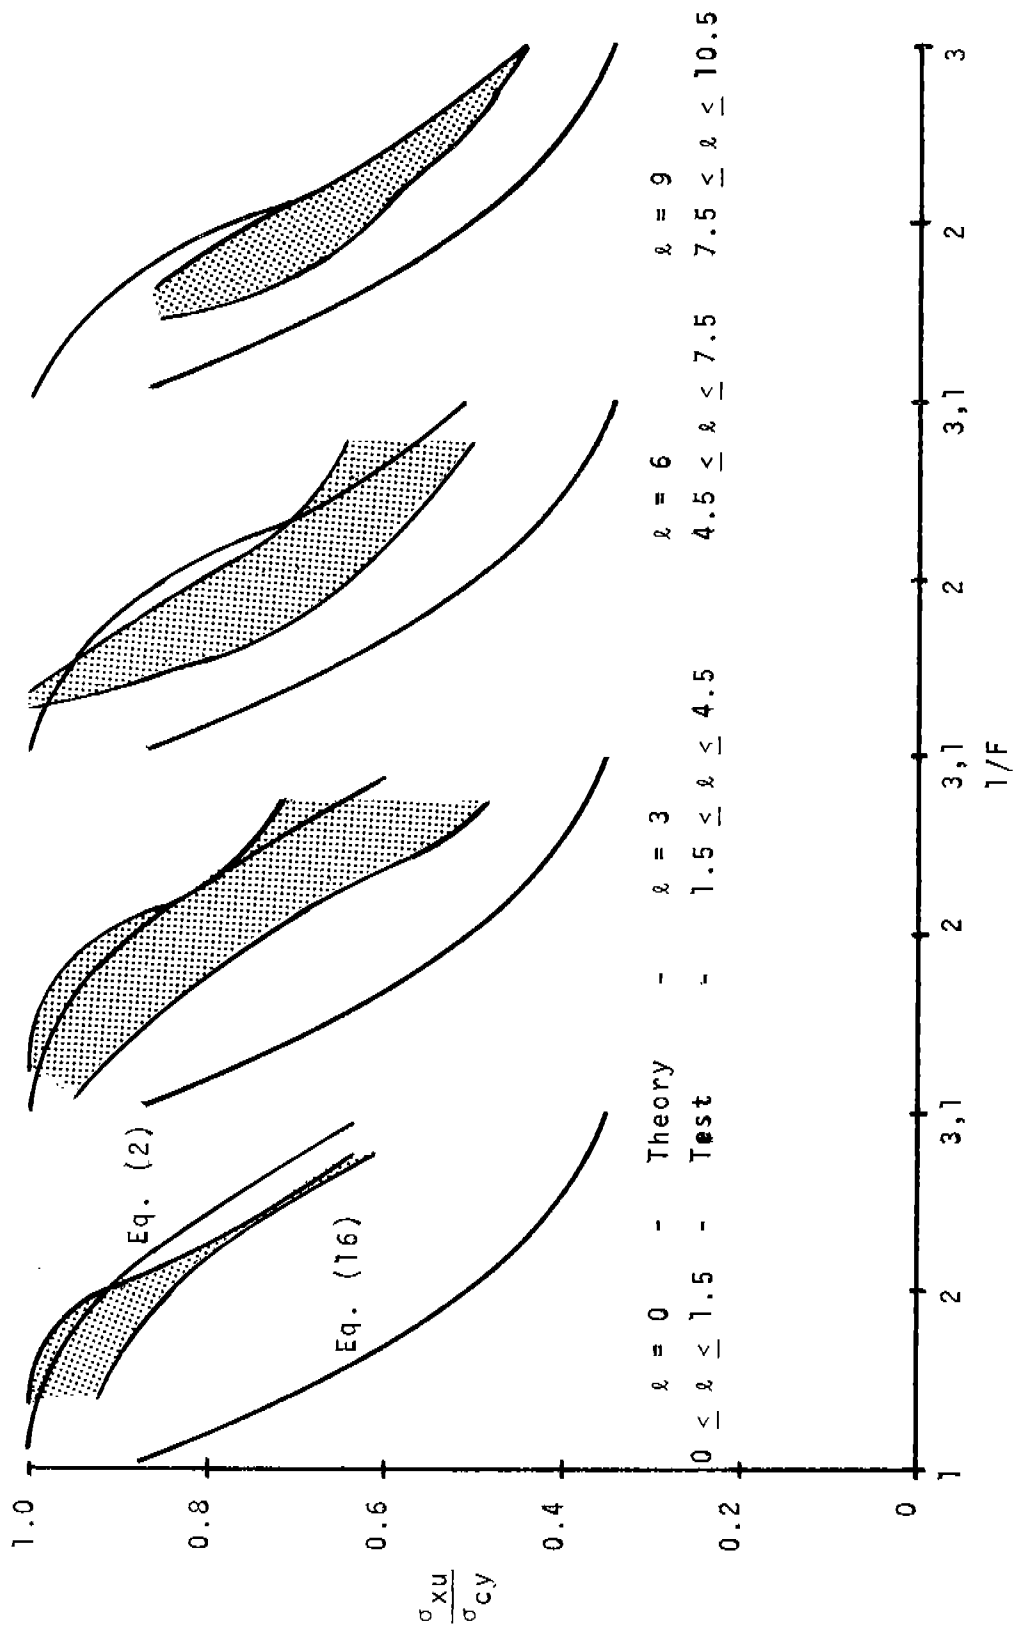 1.0
0.8
0.6
0.4
0.2
0
σxu
σcy
Eq. (2)
Eq. (16)
ℓ = 0 - Theory - ℓ = 3 ℓ = 6 ℓ = 9
0 ≤ ℓ ≤ 1.5 - Test - 1.5 ≤ ℓ ≤ 4.5 4.5 ≤ ℓ ≤ 7.5 7.5 ≤ ℓ ≤ 10.5
1 2 3,1 2 3,1 2 3,1 2 3
1/F